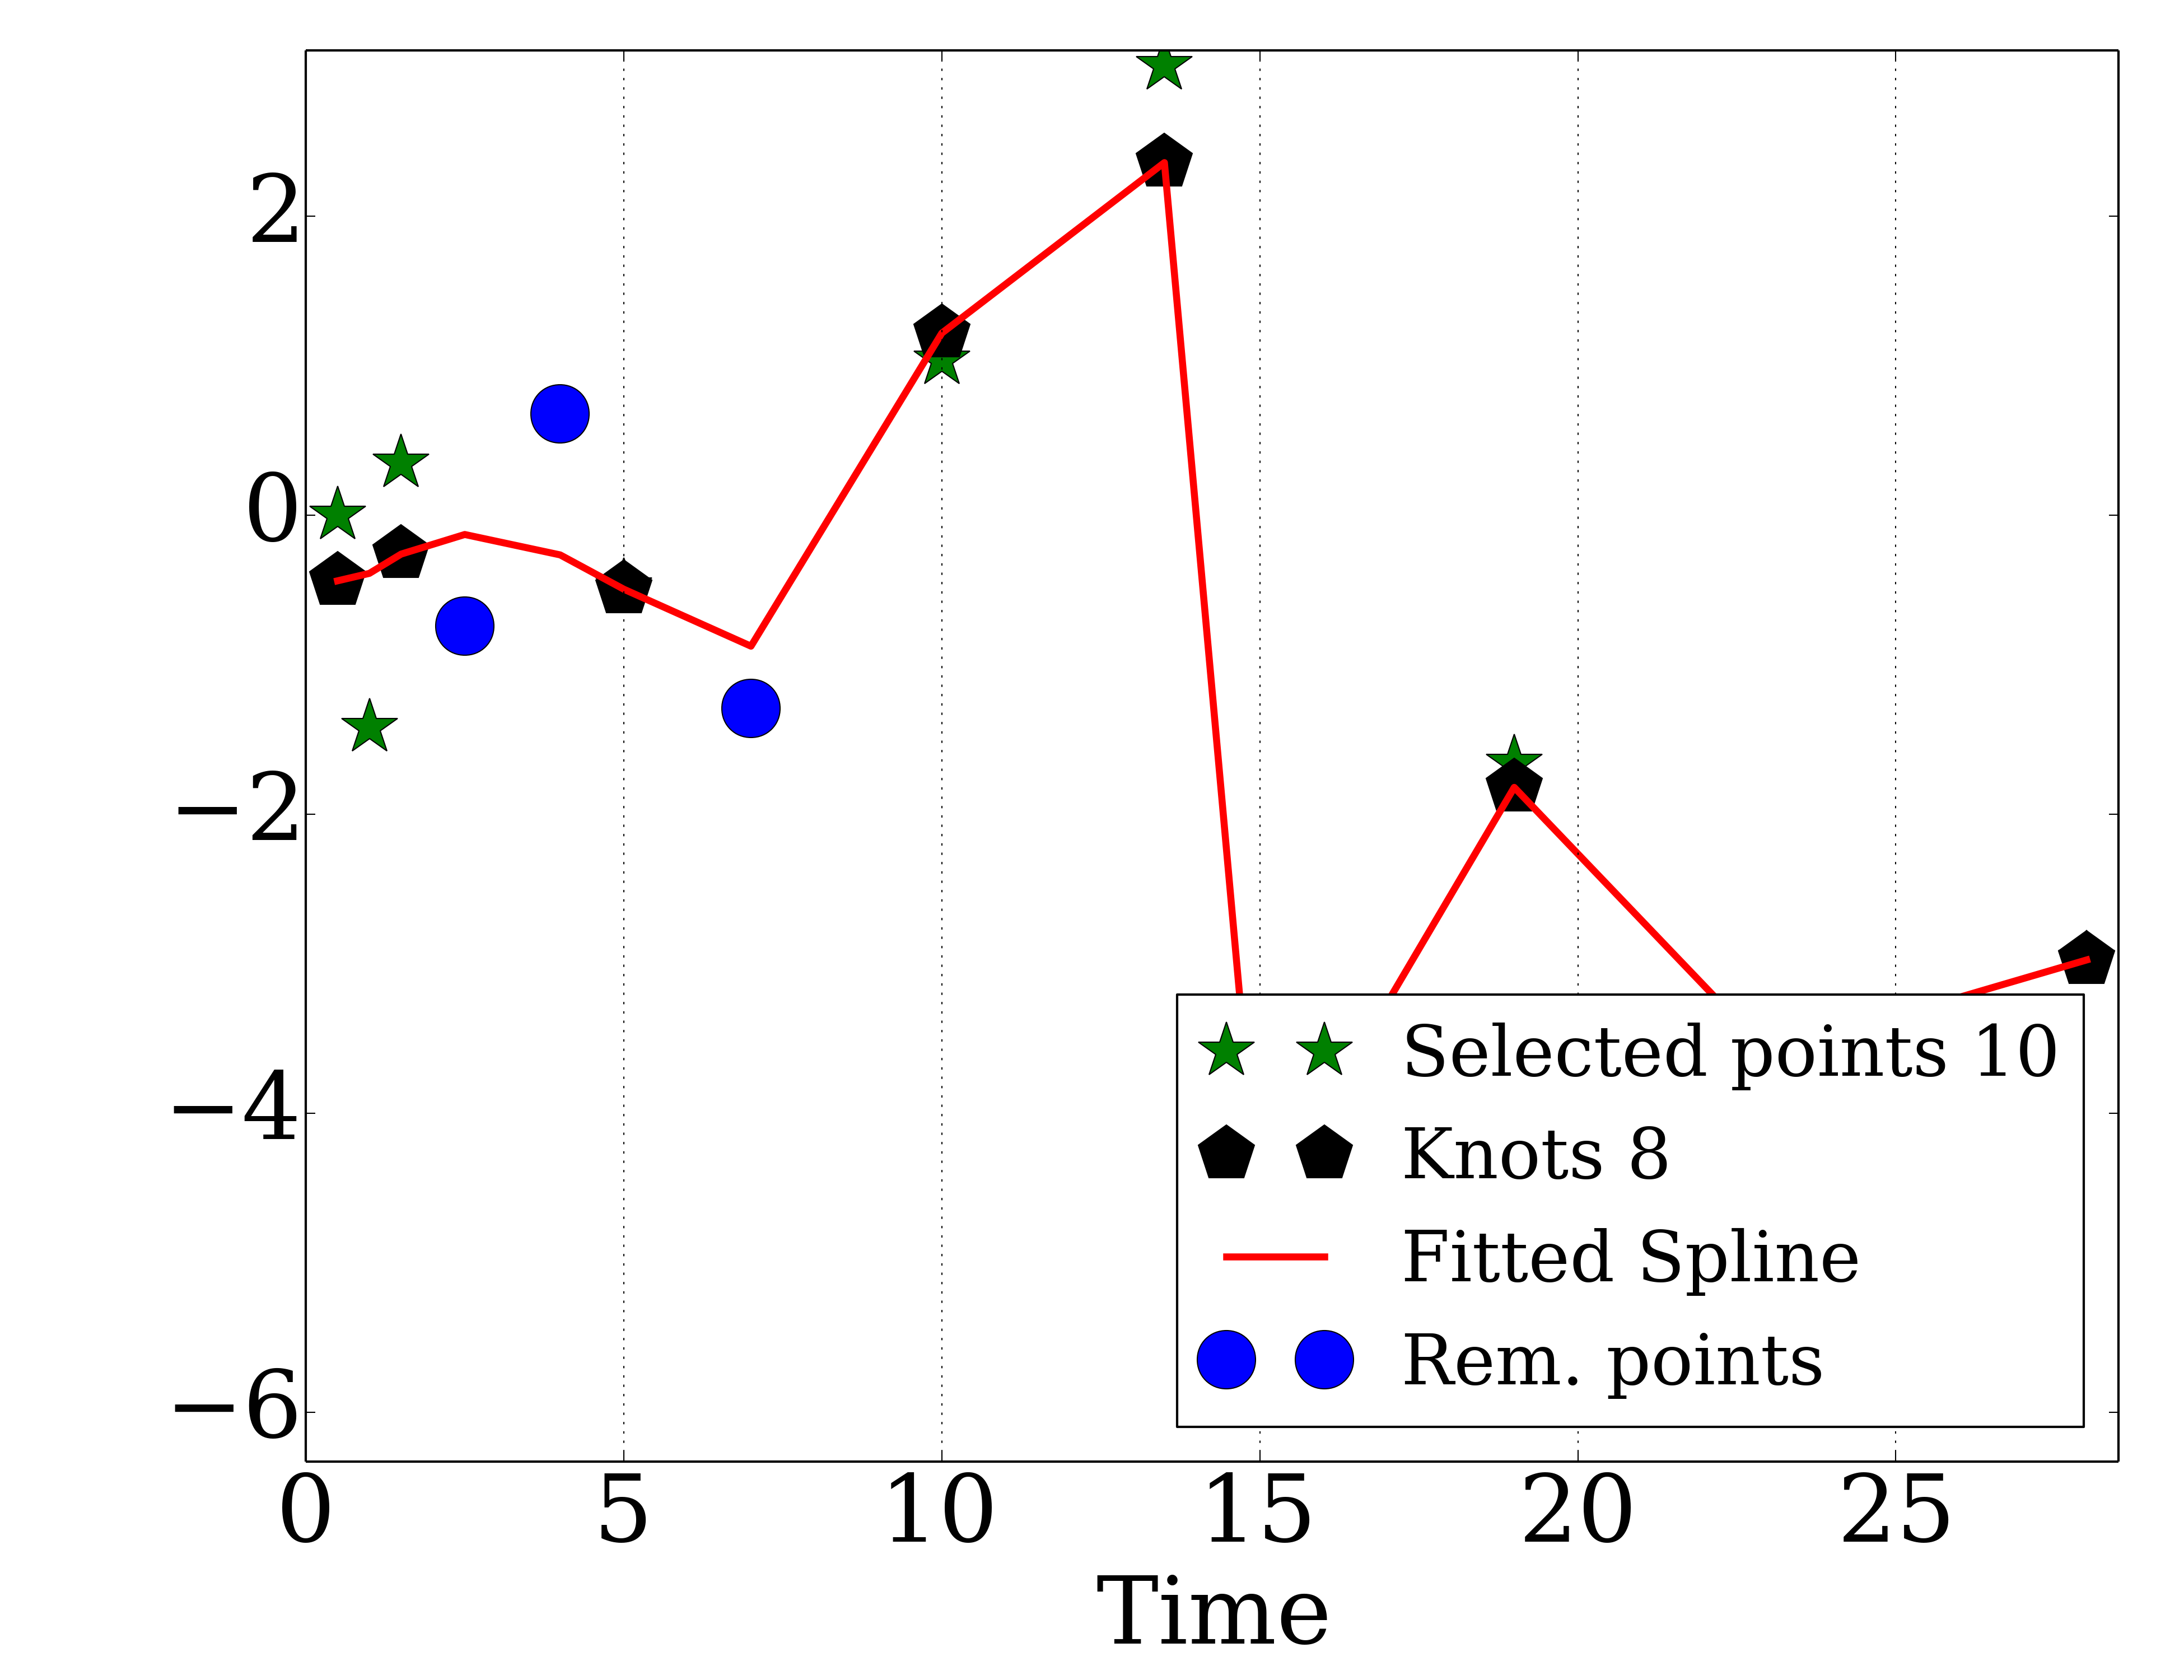 2
0
−2
−4
−6
Selected points 10
Knots 8
Fitted Spline
Rem. points
0 5 10 15 20 25
Time